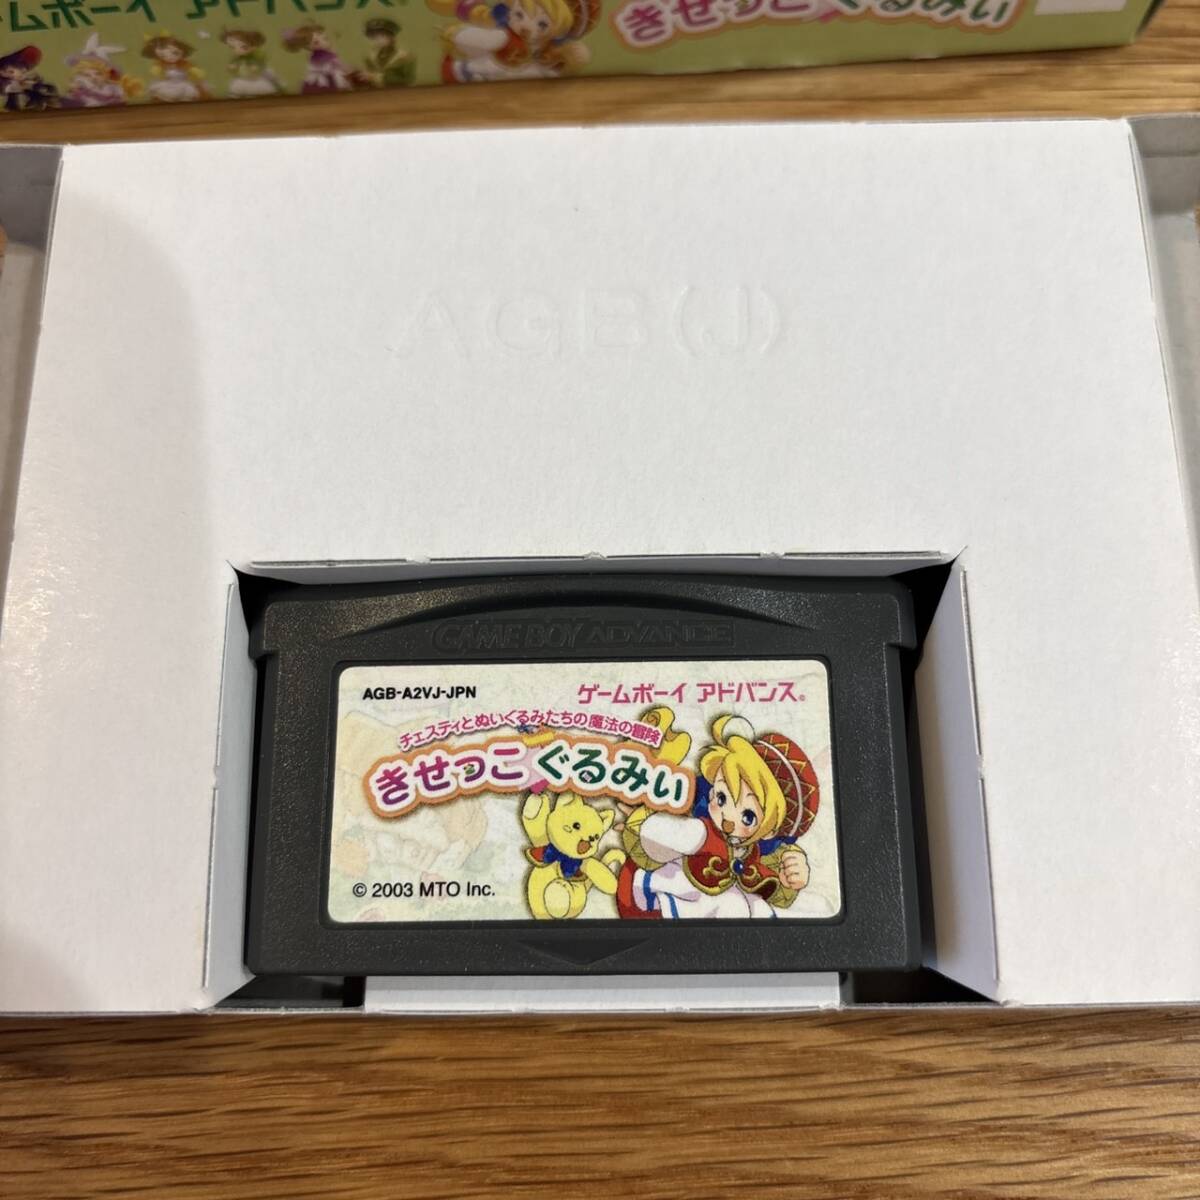 ムボーイ アドバンス
きせっこぐるみぃ
AGB(J)
GAME BOY ADVANCE
AGB-A2VJ-JPN
ゲームボーイ アドバンス®
チェスティとぬいぐるみたちの魔法の冒険
きせっこぐるみぃ
© 2003 MTO Inc.